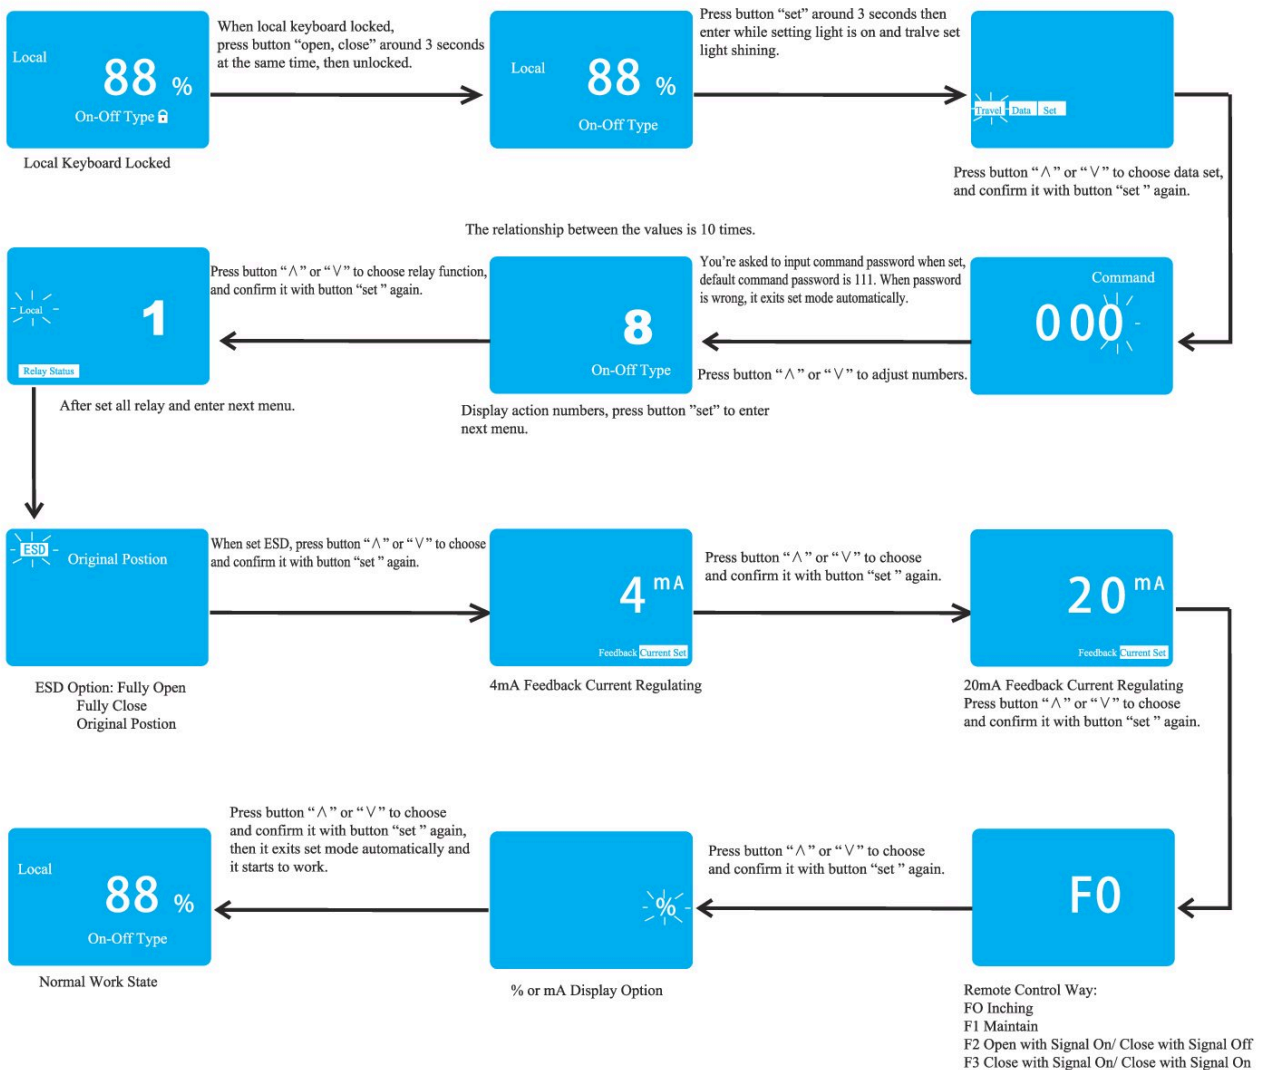 Local
88 %
On-Off Type
Local Keyboard Locked
When local keyboard locked,
press button “open, close” around 3 seconds
at the same time, then unlocked.
Local
88 %
On-Off Type
Press button “set” around 3 seconds then
enter while setting light is on and tralve set
light shining.
Travel Data Set
Press button “∧” or “∨” to choose data set,
and confirm it with button “set ” again.
Command
000
You're asked to input command password when set,
default command password is 111. When password
is wrong, it exits set mode automatically.
Press button “∧” or “∨” to adjust numbers.
The relationship between the values is 10 times.
8
On-Off Type
Display action numbers, press button ”set” to enter
next menu.
Press button “∧” or “∨” to choose relay function,
and confirm it with button “set ” again.
Local
1
Relay Status
After set all relay and enter next menu.
ESD Original Postion
ESD Option: Fully Open
Fully Close
Original Postion
When set ESD, press button “∧” or “∨” to choose
and confirm it with button “set ” again.
4 mA
Feedback Current Set
4mA Feedback Current Regulating
Press button “∧” or “∨” to choose
and confirm it with button “set ” again.
20 mA
Feedback Current Set
20mA Feedback Current Regulating
Press button “∧” or “∨” to choose
and confirm it with button “set ” again.
F0
Remote Control Way:
FO Inching
F1 Maintain
F2 Open with Signal On/ Close with Signal Off
F3 Close with Signal On/ Close with Signal On
Press button “∧” or “∨” to choose
and confirm it with button “set ” again.
%
% or mA Display Option
Press button “∧” or “∨” to choose
and confirm it with button “set ” again,
then it exits set mode automatically and
it starts to work.
Local
88 %
On-Off Type
Normal Work State